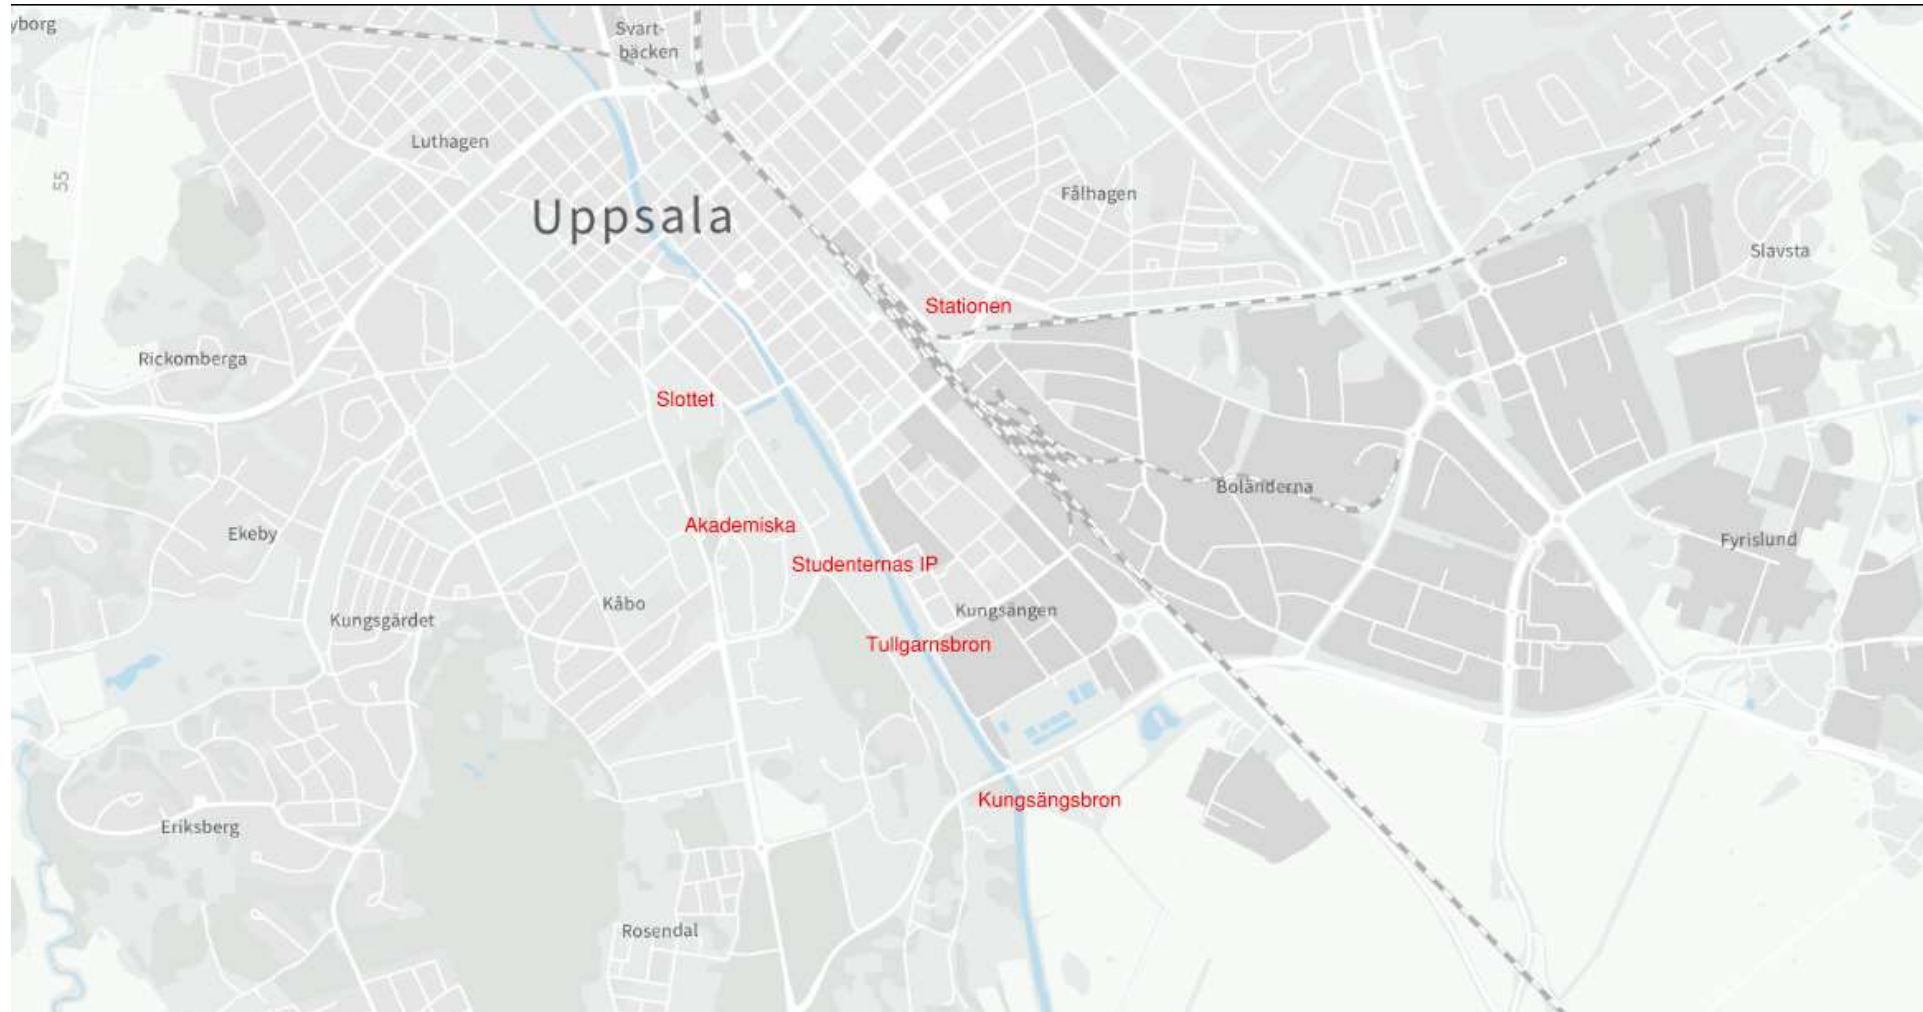 yborg
Svart-
bäcken
Luthagen
55
Fålhagen
Uppsala
Slavsta
Stationen
Rickomberga
Slottet
Boländerna
Akademiska
Ekeby
Fyrislund
Studenternas IP
Kåbo
Kungsängen
Kungsgärdet
Tullgarnsbron
Kungsängsbron
Eriksberg
Rosendal